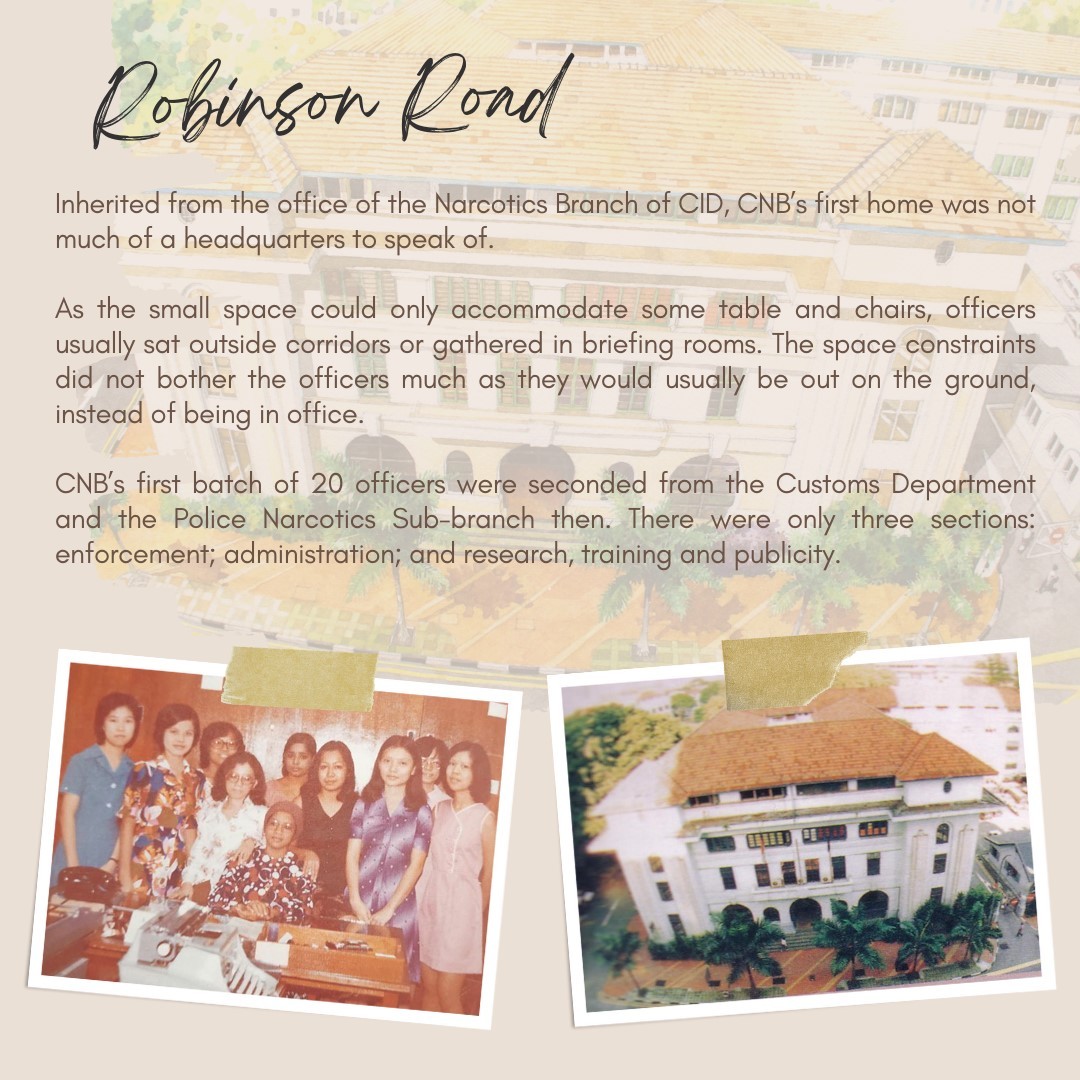 Robinson Road
Inherited from the office of the Narcotics Branch of CID, CNB’s first home was not
much of a headquarters to speak of.
As the small space could only accommodate some table and chairs, officers
usually sat outside corridors or gathered in briefing rooms. The space constraints
did not bother the officers much as they would usually be out on the ground,
instead of being in office.
CNB’s first batch of 20 officers were seconded from the Customs Department
and the Police Narcotics Sub-branch then. There were only three sections:
enforcement; administration; and research, training and publicity.